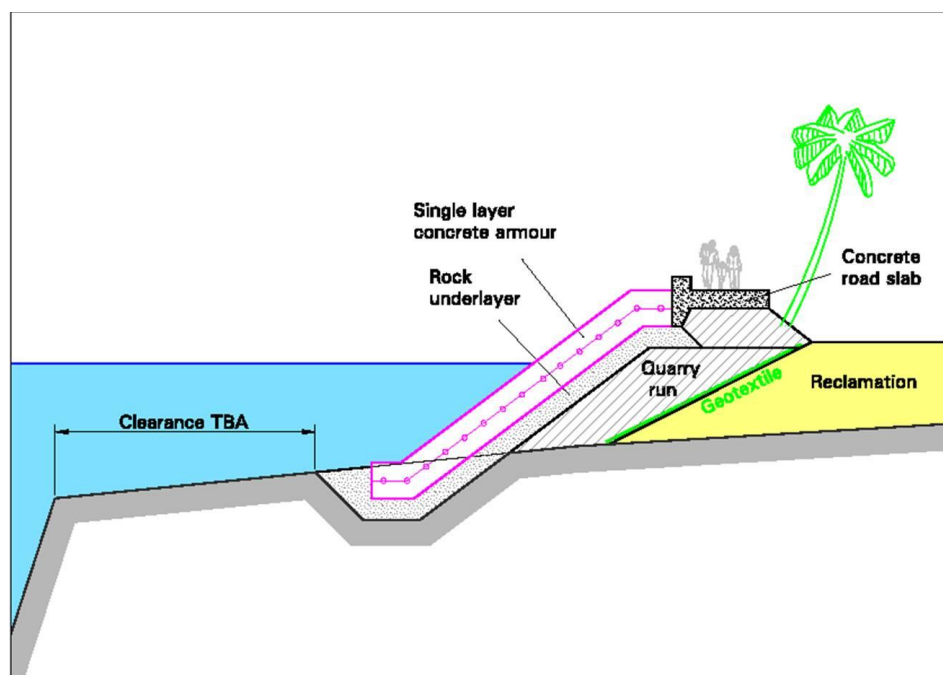 Single layer
concrete armour
Rock
underlayer
Concrete
road slab
Quarry
run
Geotextile
Reclamation
Clearance TBA